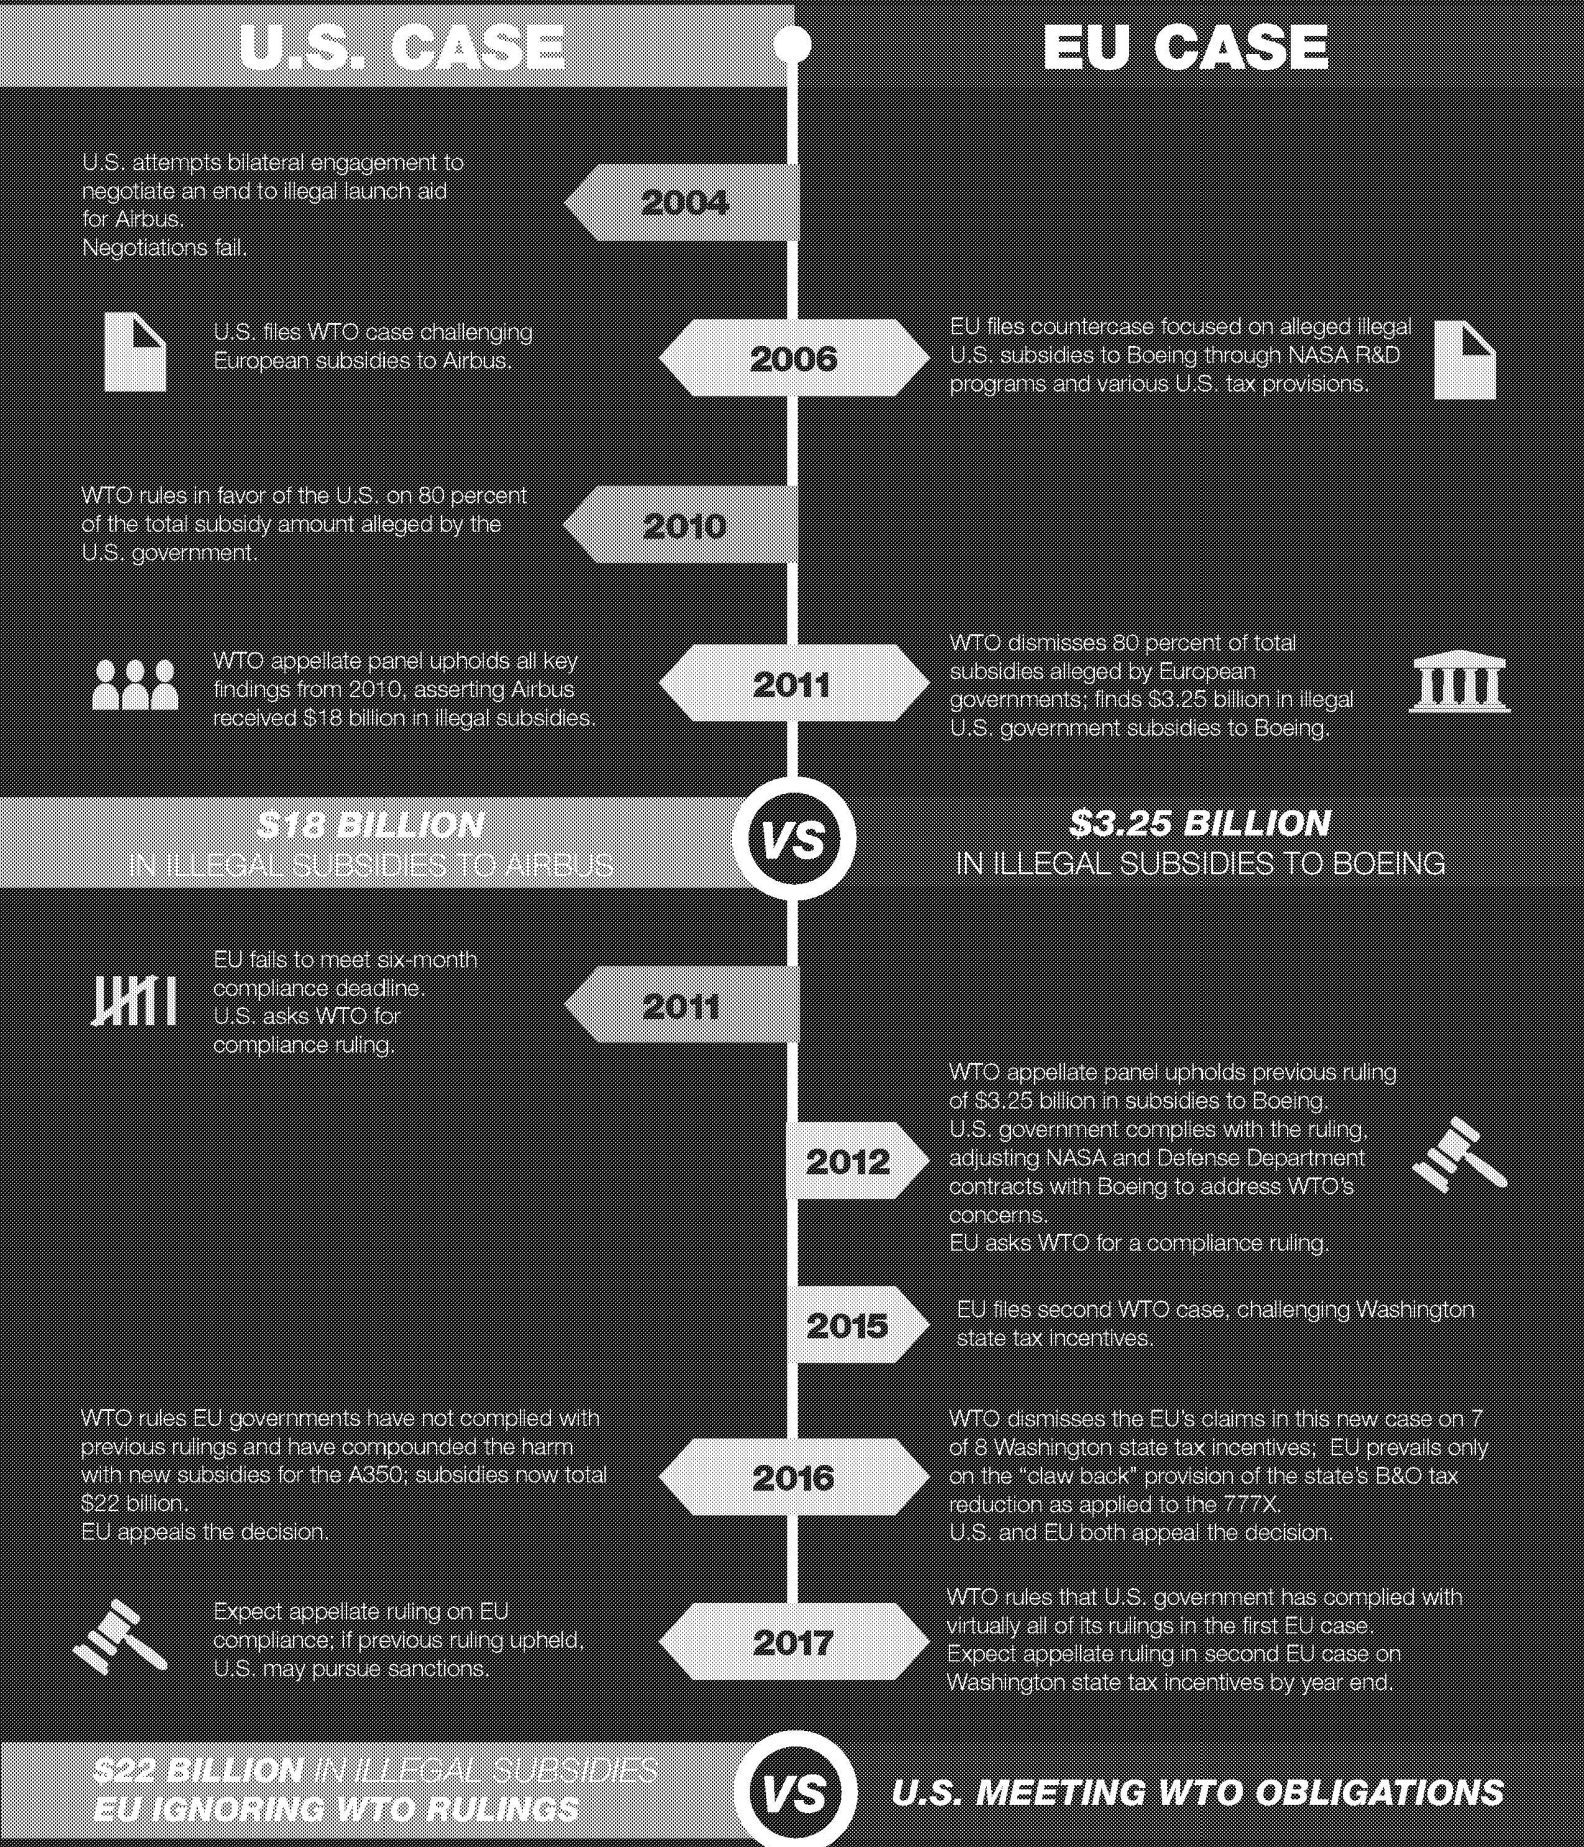 U.S. CASE
EU CASE
U.S. attempts bilateral engagement to
negotiate an end to illegal launch aid
for Airbus.
Negotiations fail.
2004
U.S. files WTO case challenging
European subsidies to Airbus.
2006
EU files countercase focused on alleged illegal
U.S. subsidies to Boeing through NASA R&D
programs and various U.S. tax provisions.
WTO rules in favor of the U.S. on 80 percent
of the total subsidy amount alleged by the
U.S. government.
2010
WTO appellate panel upholds all key
findings from 2010, asserting Airbus
received $18 billion in illegal subsidies.
2011
WTO dismisses 80 percent of total
subsidies alleged by European
governments; finds $3.25 billion in illegal
U.S. government subsidies to Boeing.
$18 BILLION
IN ILLEGAL SUBSIDIES TO AIRBUS
VS
$3.25 BILLION
IN ILLEGAL SUBSIDIES TO BOEING
EU fails to meet six-month
compliance deadline.
U.S. asks WTO for
compliance ruling.
2011
2012
WTO appellate panel upholds previous ruling
of $3.25 billion in subsidies to Boeing.
U.S. government complies with the ruling,
adjusting NASA and Defense Department
contracts with Boeing to address WTO's
concerns.
EU asks WTO for a compliance ruling.
2015
EU files second WTO case, challenging Washington
state tax incentives.
WTO rules EU governments have not complied with
previous rulings and have compounded the harm
with new subsidies for the A350; subsidies now total
$22 billion.
EU appeals the decision.
2016
WTO dismisses the EU's claims in this new case on 7
of 8 Washington state tax incentives; EU prevails only
on the "claw back" provision of the state's B&O tax
reduction as applied to the 777X.
U.S. and EU both appeal the decision.
Expect appellate ruling on EU
compliance; if previous ruling upheld,
U.S. may pursue sanctions.
2017
WTO rules that U.S. government has complied with
virtually all of its rulings in the first EU case.
Expect appellate ruling in second EU case on
Washington state tax incentives by year end.
$22 BILLION IN ILLEGAL SUBSIDIES
EU IGNORING WTO RULINGS
VS
U.S. MEETING WTO OBLIGATIONS